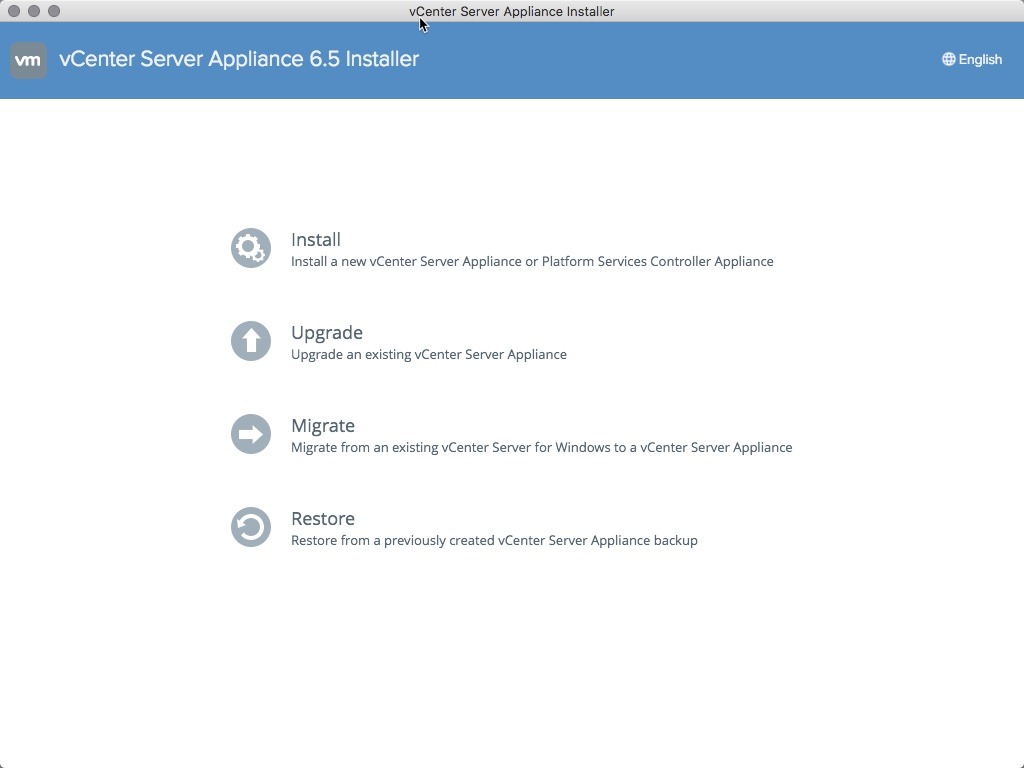 vCenter Server Appliance Installer
vm vCenter Server Appliance 6.5 Installer
English
Install
Install a new vCenter Server Appliance or Platform Services Controller Appliance
Upgrade
Upgrade an existing vCenter Server Appliance
Migrate
Migrate from an existing vCenter Server for Windows to a vCenter Server Appliance
Restore
Restore from a previously created vCenter Server Appliance backup